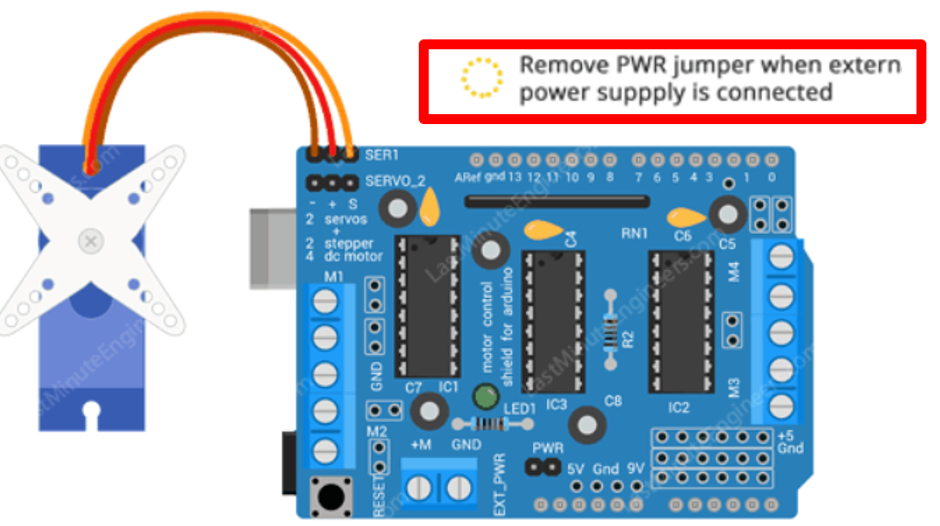 Remove PWR jumper when extern
power suppply is connected
SER1
SERVO_2
ARef gnd 13 12 11 10 9 8 7 6 5 4 3 1 0
- + S
2 servos
+
2 stepper
4 dc motor
M1
GND
M2
RESET
C7 IC1
motor control
shield for arduino
C4
RN1
C6
C5
M4
M3
R2
IC3
C8
IC2
LED1
+M GND
EXT_PWR
PWR
5V Gnd 9V
+5
Gnd
LastMinuteEngineers.com